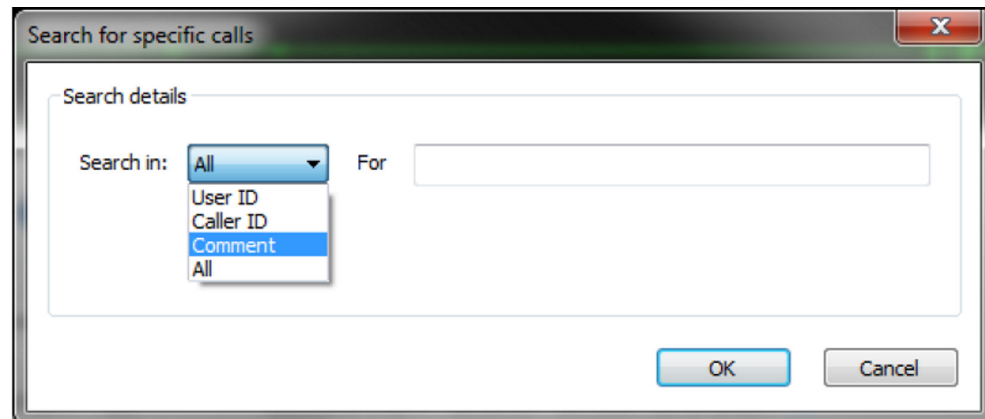 Search for specific calls
Search details
Search in: All For
User ID
Caller ID
Comment
All
OK Cancel